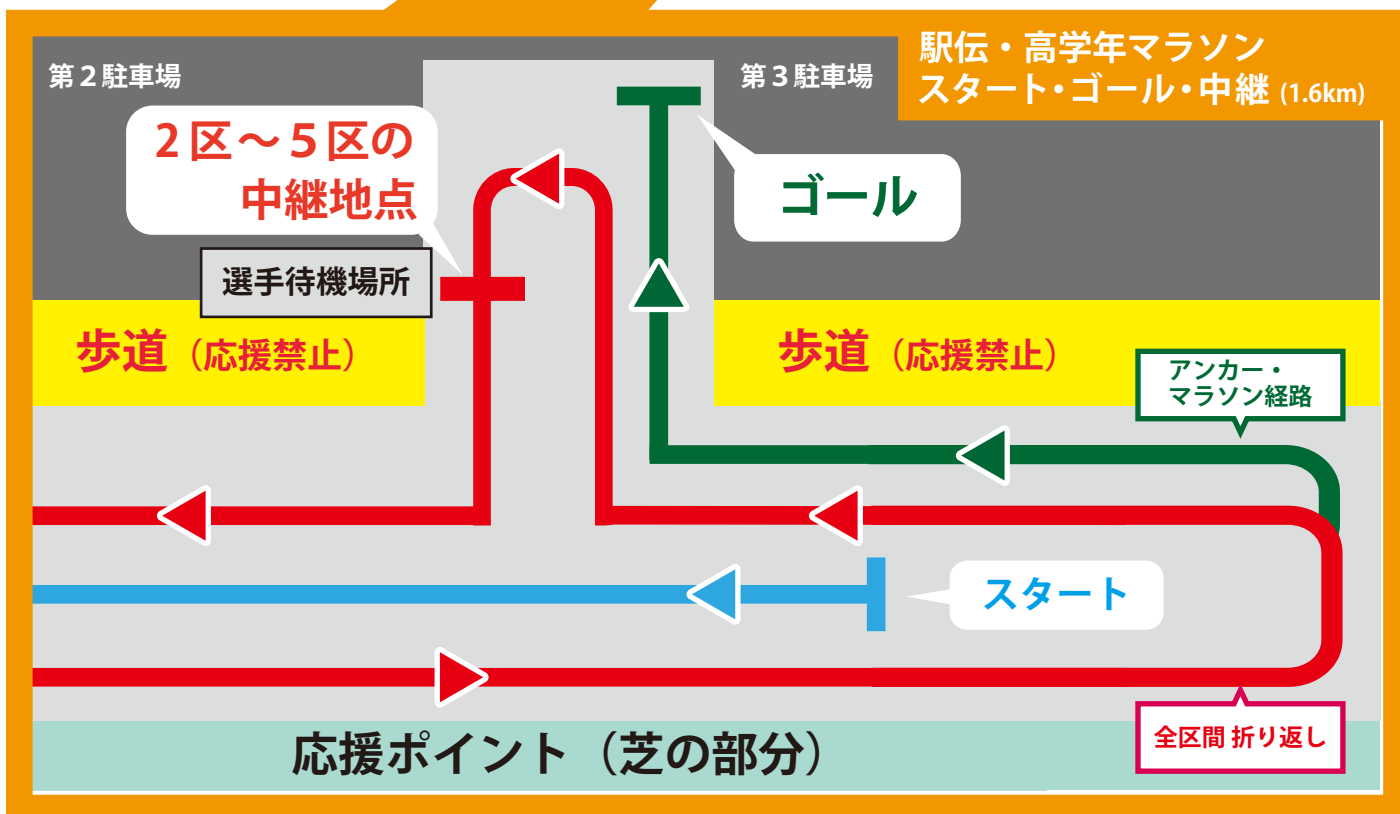 駅伝・高学年マラソン
スタート・ゴール・中継 (1.6km)
第２駐車場
第３駐車場
２区～５区の
中継地点
ゴール
選手待機場所
歩道（応援禁止）
歩道（応援禁止）
アンカー・
マラソン経路
スタート
全区間 折り返し
応援ポイント（芝の部分）